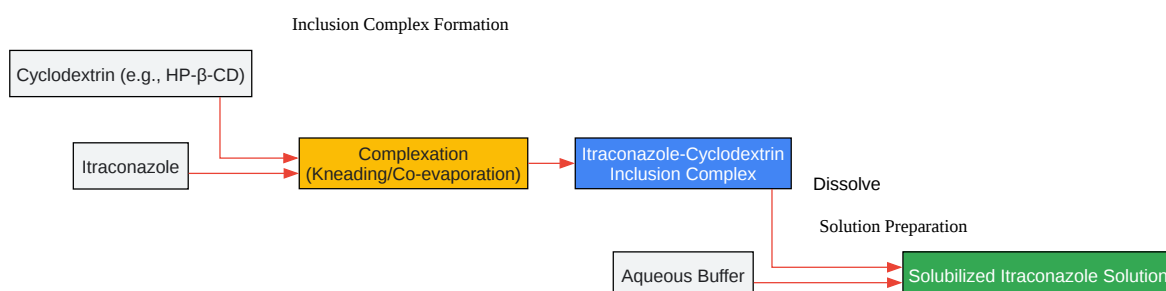 Inclusion Complex Formation
Cyclodextrin (e.g., HP-β-CD)
Itraconazole
Complexation
(Kneading/Co-evaporation)
Itraconazole-Cyclodextrin
Inclusion Complex
Dissolve
Solution Preparation
Aqueous Buffer
Solubilized Itraconazole Solution